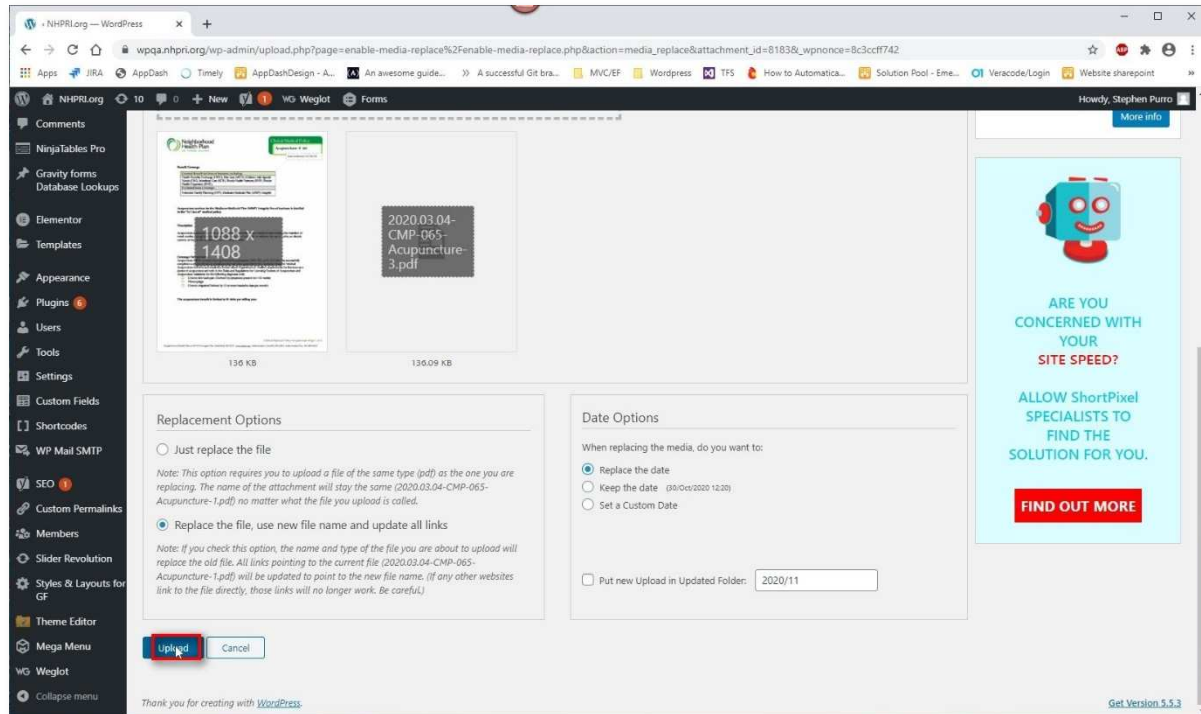 NHPRI.org — WordPress
wpqa.nhpri.org/wp-admin/upload.php?page=enable-media-replace%2Fenable-media-replace.php&action=media_replace&attachment_id=8183&_wpnonce=8c3ccff742
Apps JIRA AppDash Timely AppDashDesign - A... An awesome guide... A successful Git bra... MVC/EF Wordpress TFS How to Automatica... Solution Pool - Eme... Veracode/Login Website sharepoint
NHPRI.org 10 0 + New 1 WG Weglot Forms Howdy, Stephen Purro
Comments
NinjaTables Pro
Gravity forms
Database Lookups
Elementor
Templates
Appearance
Plugins 6
Users
Tools
Settings
Custom Fields
[ ] Shortcodes
WP Mail SMTP
SEO 1
Custom Permalinks
Members
Slider Revolution
Styles & Layouts for
GF
Theme Editor
Mega Menu
WG Weglot
Collapse menu
Neighborhood
Health Plan
1088 x
1408
136 KB
2020.03.04-
CMP-065-
Acupuncture-
3.pdf
136.09 KB
Replacement Options
Just replace the file
Note: This option requires you to upload a file of the same type (pdf) as the one you are
replacing. The name of the attachment will stay the same (2020.03.04-CMP-065-
Acupuncture-1.pdf) no matter what the file you upload is called.
Replace the file, use new file name and update all links
Note: If you check this option, the name and type of the file you are about to upload will
replace the old file. All links pointing to the current file (2020.03.04-CMP-065-
Acupuncture-1.pdf) will be updated to point to the new file name. (If any other websites
link to the file directly, those links will no longer work. Be careful.)
Date Options
When replacing the media, do you want to:
Replace the date
Keep the date (30/Oct/2020 12:20)
Set a Custom Date
Put new Upload in Updated Folder: 2020/11
Upload Cancel
Thank you for creating with WordPress.
Get Version 5.5.3
More info
ARE YOU
CONCERNED WITH
YOUR
SITE SPEED?
ALLOW ShortPixel
SPECIALISTS TO
FIND THE
SOLUTION FOR YOU.
FIND OUT MORE